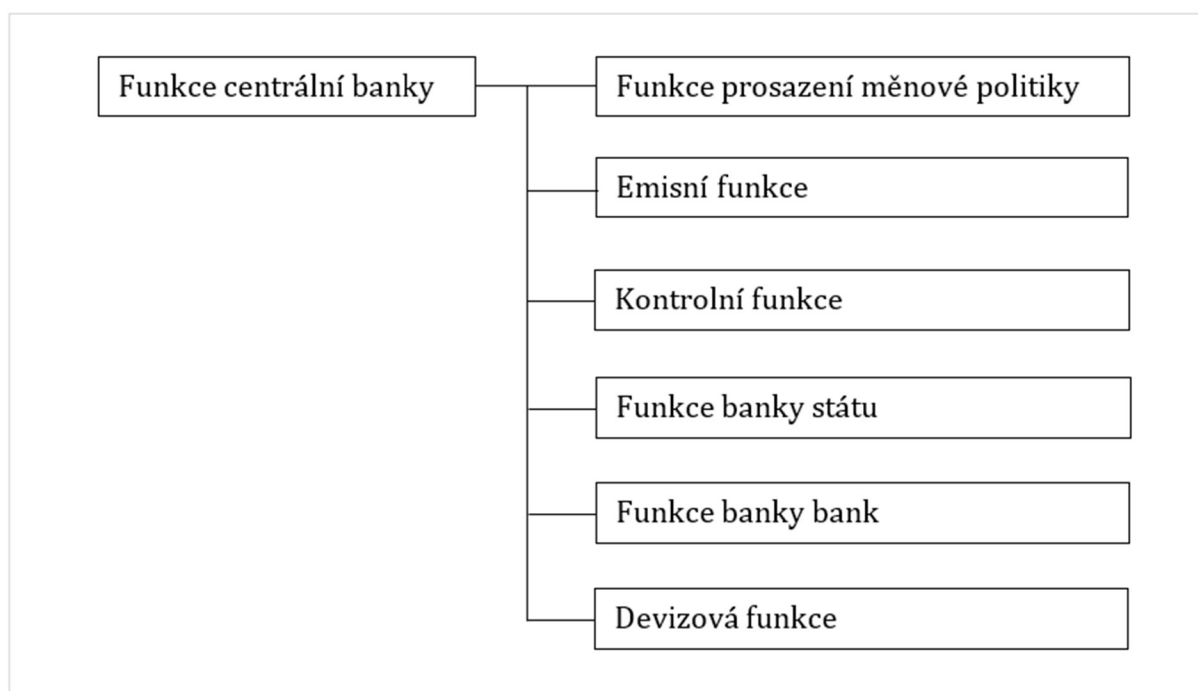 Funkce centrální banky
Funkce prosazení měnové politiky
Emisní funkce
Kontrolní funkce
Funkce banky státu
Funkce banky bank
Devizová funkce